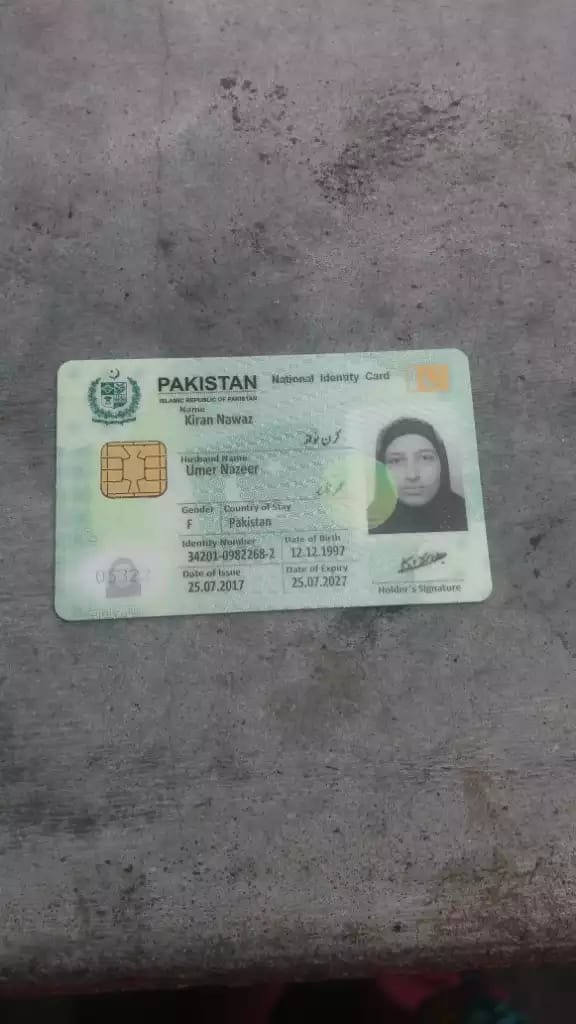 PAKISTAN National Identity Card
ISLAMIC REPUBLIC OF PAKISTAN
Name
Kiran Nawaz
کرن نواز
Husband Name
Umer Nazeer
عمر نذیر
Gender Country of Stay
F Pakistan
Identity Number Date of Birth
34201-0982268-2 12.12.1997
Date of Issue Date of Expiry
25.07.2017 25.07.2027
Kiran
Holder's Signature